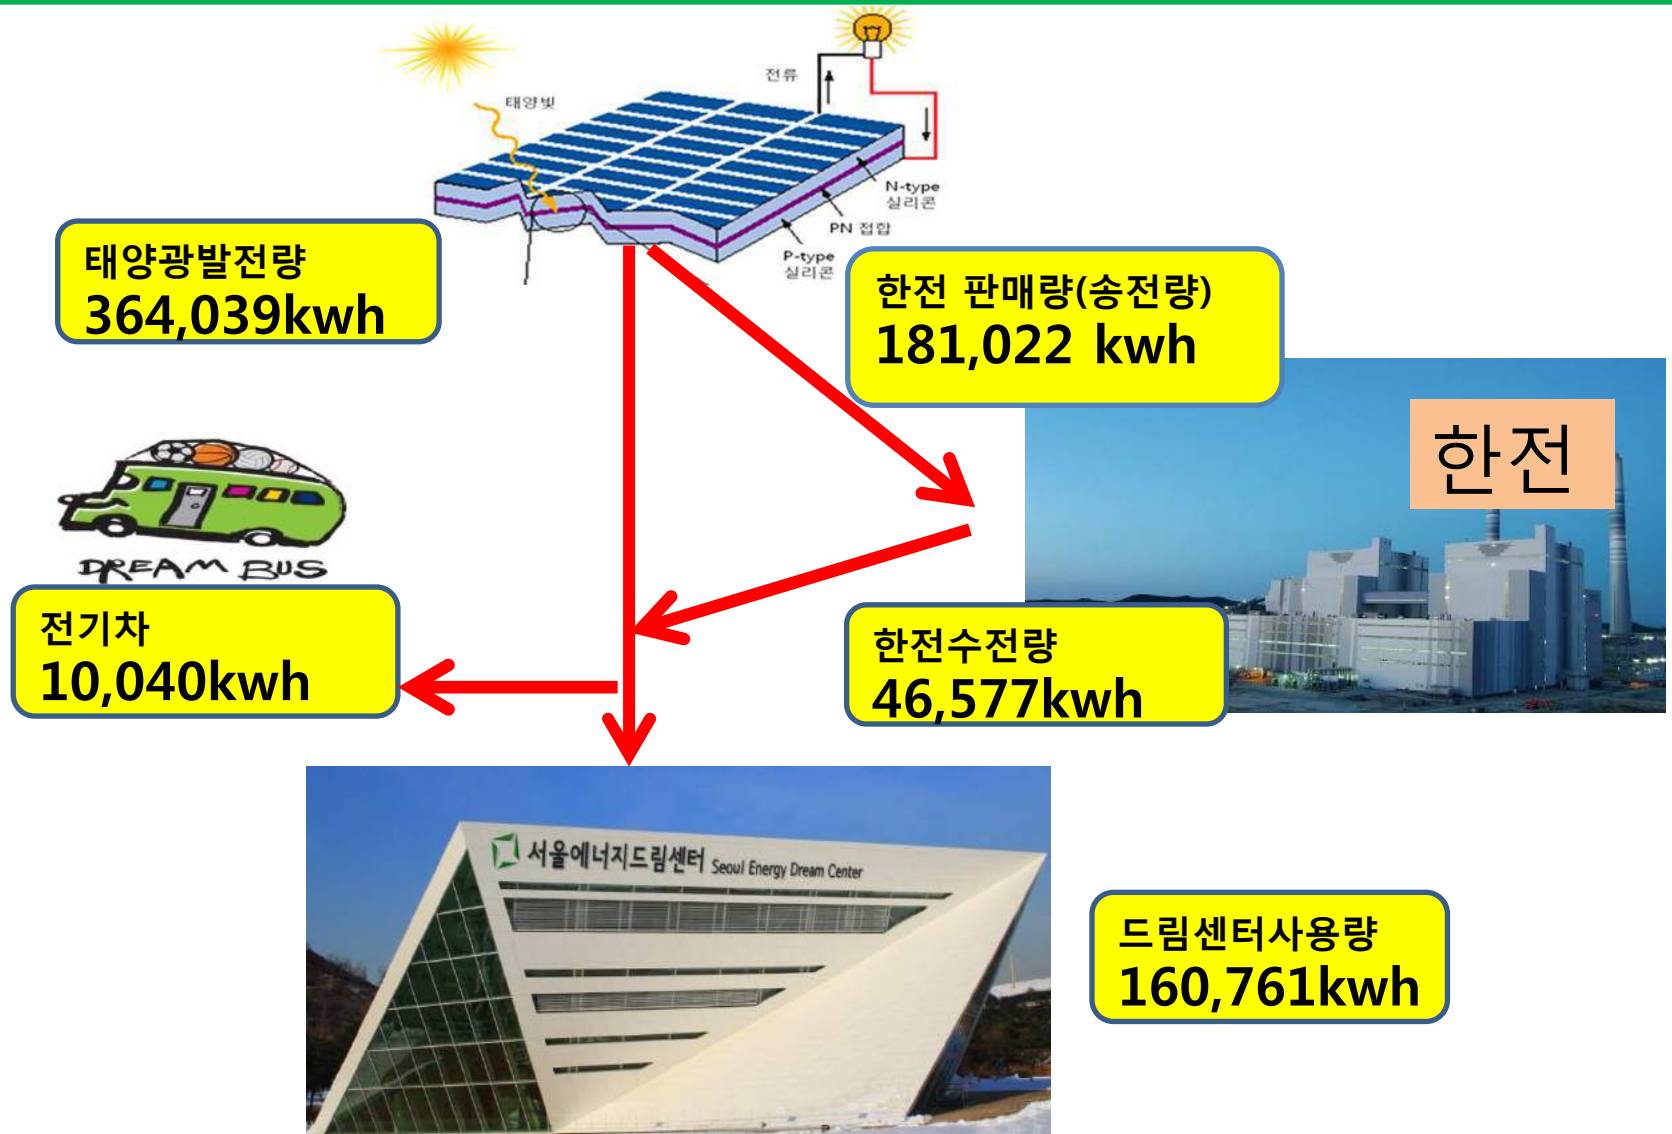 전류
태양빛
N-type
실리콘
PN 접합
P-type
실리콘
태양광발전량
364,039kwh
한전 판매량(송전량)
181,022 kwh
한전
DREAM BUS
전기차
10,040kwh
한전수전량
46,577kwh
서울에너지드림센터 Seoul Energy Dream Center
드림센터사용량
160,761kwh